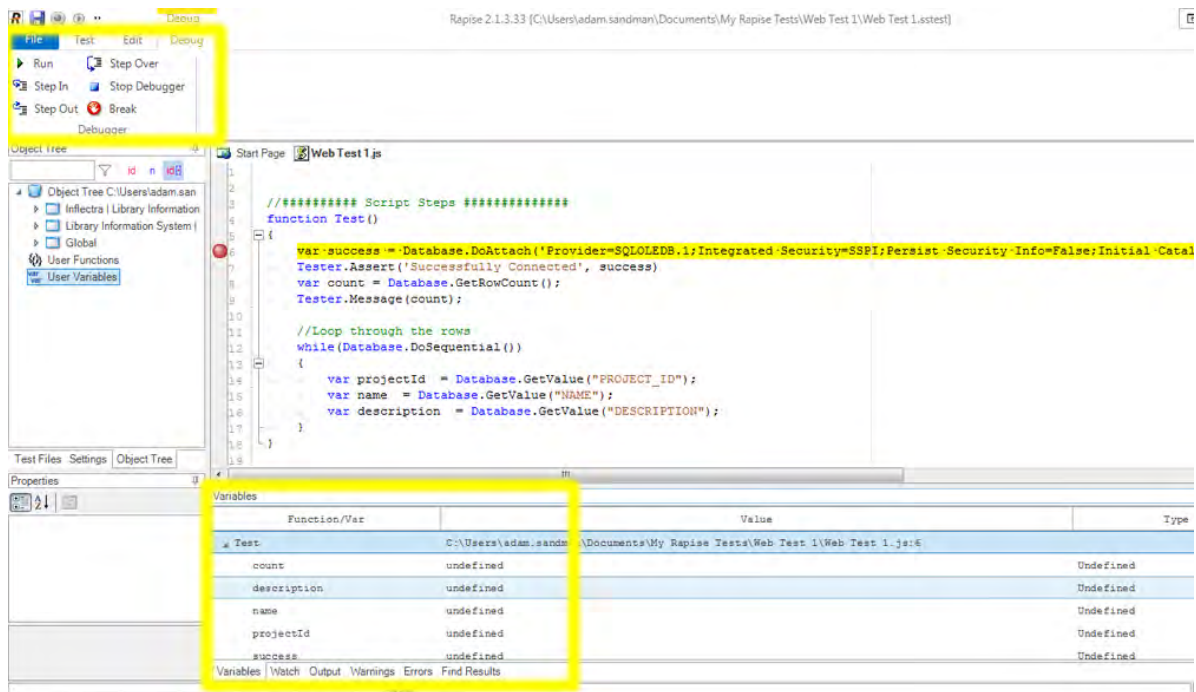 Debug
Rapise 2.1.3.33 [C:\Users\adam.sandman\Documents\My Rapise Tests\Web Test 1\Web Test 1.sstest]
File Test Edit Debug
Run Step Over
Step In Stop Debugger
Step Out Break
Debugger
Object Tree
id n id
Object Tree C:\Users\adam.san
Inflectra | Library Information
Library Information System |
Global
User Functions
User Variables
Test Files Settings Object Tree
Properties
Start Page Web Test 1.js
1
2
3 //########## Script Steps ##############
4 function Test()
5 {
6 var success = Database.DoAttach('Provider=SQLOLEDB.1;Integrated Security=SSPI;Persist Security Info=False;Initial Catal
7 Tester.Assert('Successfully Connected', success)
8 var count = Database.GetRowCount();
9 Tester.Message(count);
10
11 //Loop through the rows
12 while(Database.DoSequential())
13 {
14 var projectId = Database.GetValue("PROJECT_ID");
15 var name = Database.GetValue("NAME");
16 var description = Database.GetValue("DESCRIPTION");
17 }
18 }
19
Variables
Function/Var Value Type
Test C:\Users\adam.sandman\Documents\My Rapise Tests\Web Test 1\Web Test 1.js:6
count undefined Undefined
description undefined Undefined
name undefined Undefined
projectId undefined Undefined
success undefined Undefined
Variables Watch Output Warnings Errors Find Results